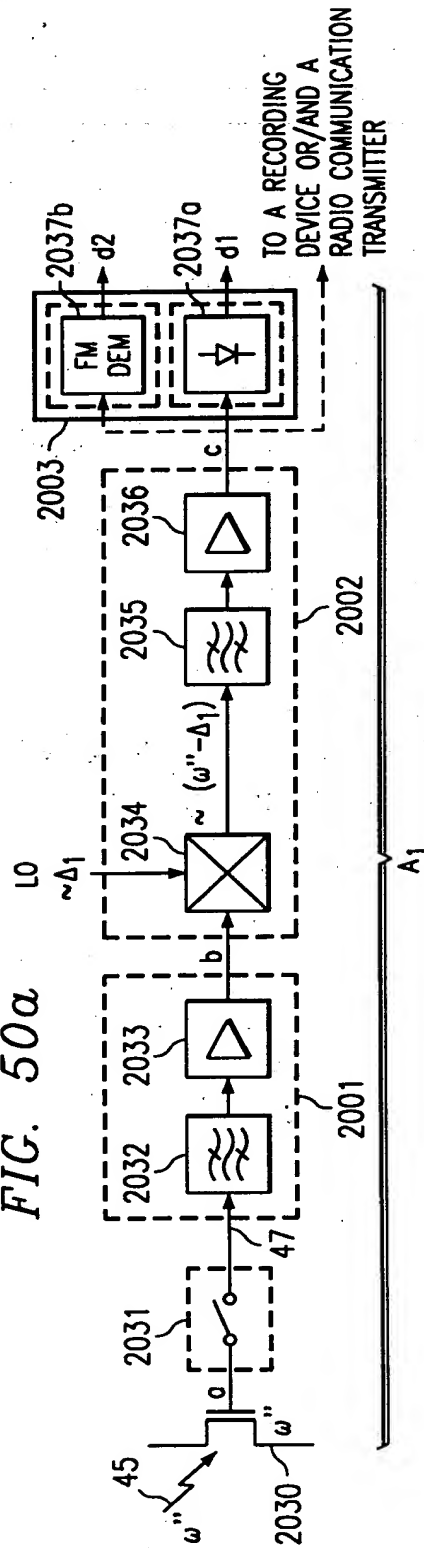 FIG. 50a
45
ω"
ω"
2030
a
2031
47
2032
2033
2001
b
LO
~Δ1
2034
~ (ω"-Δ1)
2035
2036
2002
c
2003
FM
DEM
2037b
d2
2037a
d1
TO A RECORDING
DEVICE OR/AND A
RADIO COMMUNICATION
TRANSMITTER
A1